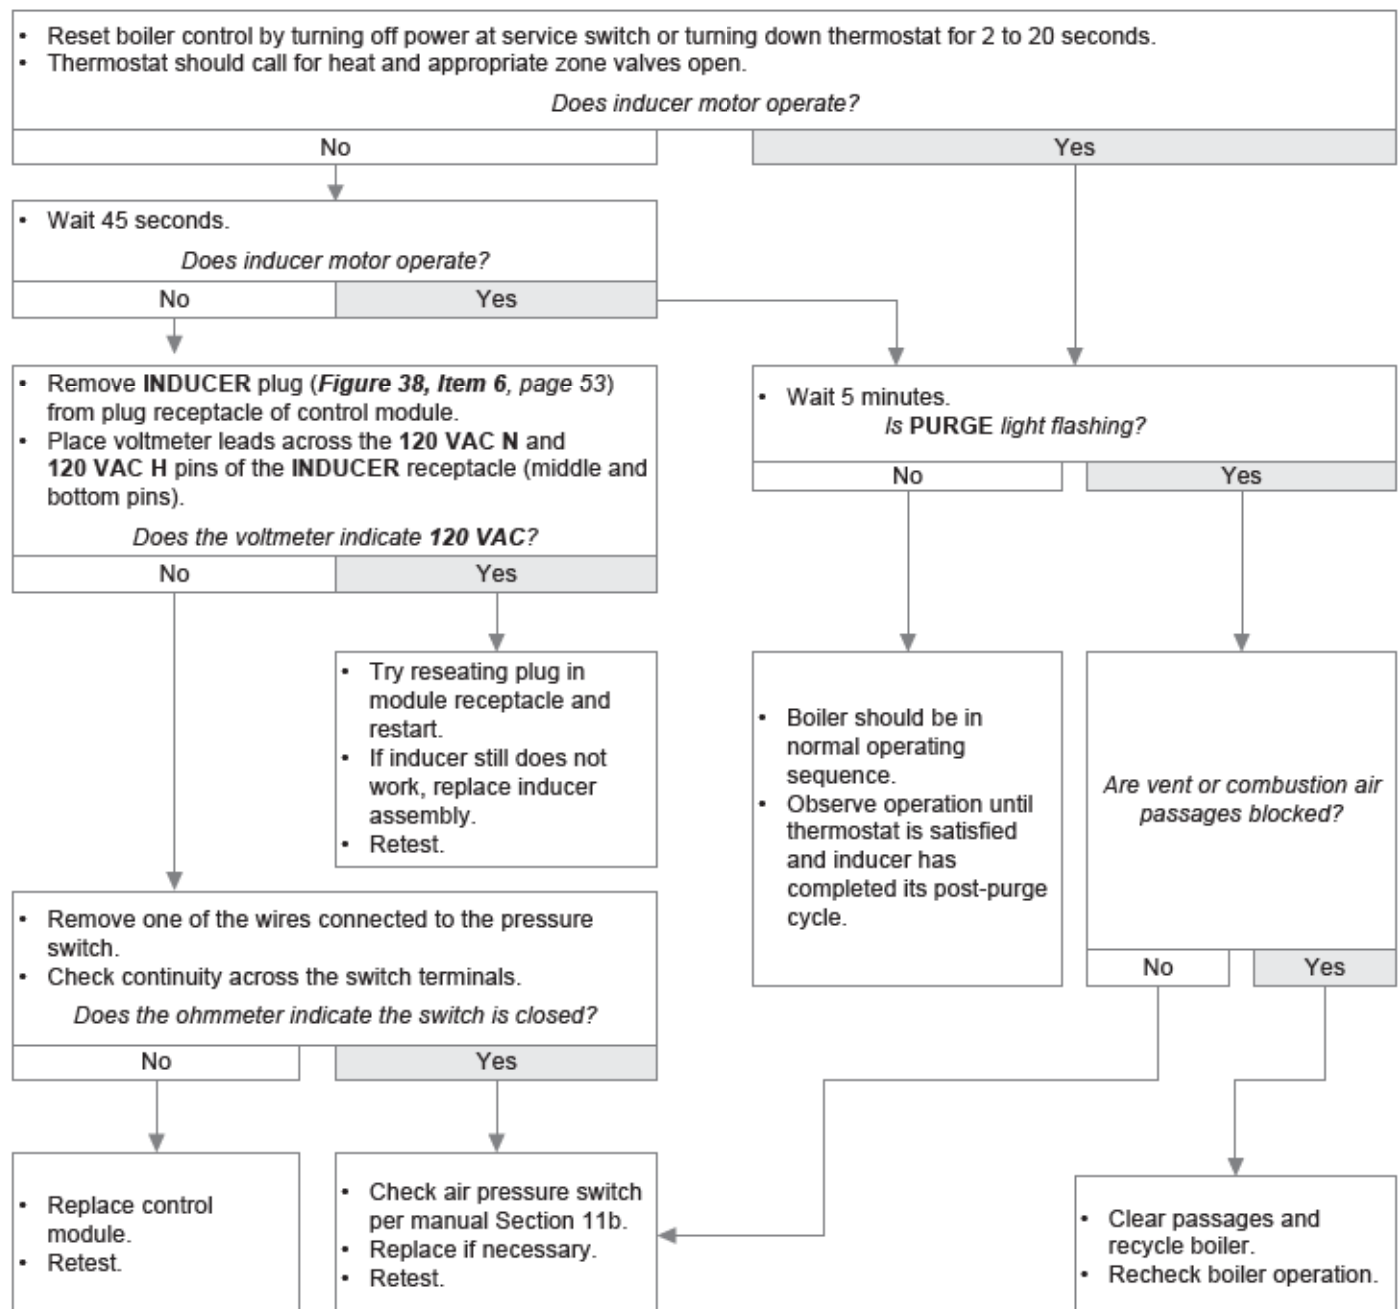 • Reset boiler control by turning off power at service switch or turning down thermostat for 2 to 20 seconds.
• Thermostat should call for heat and appropriate zone valves open.
Does inducer motor operate?
No
Yes
• Wait 45 seconds.
Does inducer motor operate?
No
Yes
• Remove INDUCER plug (Figure 38, Item 6, page 53)
from plug receptacle of control module.
• Place voltmeter leads across the 120 VAC N and
120 VAC H pins of the INDUCER receptacle (middle and
bottom pins).
Does the voltmeter indicate 120 VAC?
No
Yes
• Wait 5 minutes.
Is PURGE light flashing?
No
Yes
• Try reseating plug in
module receptacle and
restart.
• If inducer still does not
work, replace inducer
assembly.
• Retest.
• Boiler should be in
normal operating
sequence.
• Observe operation until
thermostat is satisfied
and inducer has
completed its post-purge
cycle.
Are vent or combustion air
passages blocked?
No
Yes
• Remove one of the wires connected to the pressure
switch.
• Check continuity across the switch terminals.
Does the ohmmeter indicate the switch is closed?
No
Yes
• Replace control
module.
• Retest.
• Check air pressure switch
per manual Section 11b.
• Replace if necessary.
• Retest.
• Clear passages and
recycle boiler.
• Recheck boiler operation.